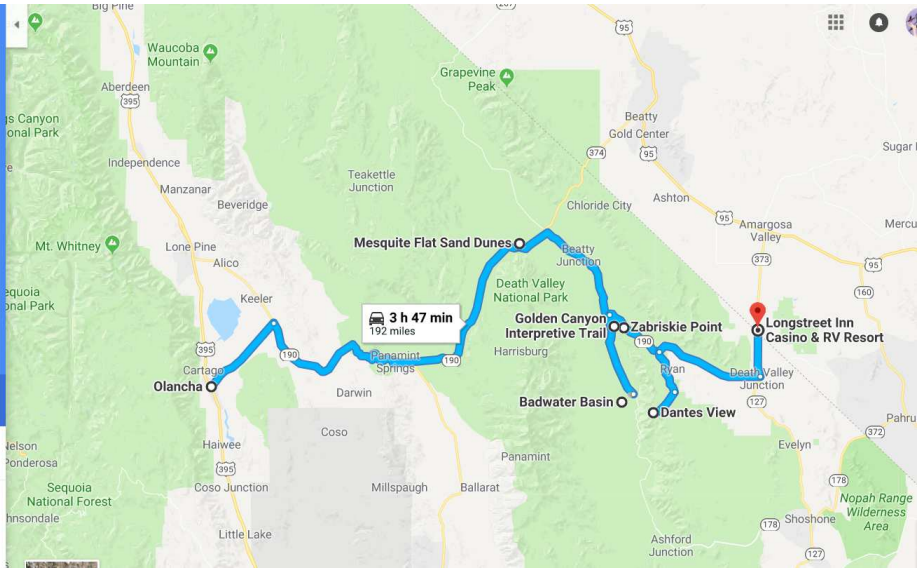 Big Pine
(267)
95
Waucoba
Mountain
Grapevine
Peak
Aberdeen
395
Beatty
Gold Center
gs Canyon
onal Park
374
95
Sugar
Independence
Teakettle
Junction
Manzanar
Beveridge
Chloride City
Ashton
95
Amargosa
Valley
Mercu
Mesquite Flat Sand Dunes
Mt. Whitney
Lone Pine
Beatty
Junction
373
95
Alico
equoia
onal Park
Death Valley
National Park
160
Keeler
3 h 47 min
192 miles
Golden Canyon
Interpretive Trail
Zabriskie Point
Longstreet Inn
Casino & RV Resort
395
190
190
Harrisburg
Cartago
Panamint
Springs
190
Ryan
Death Valley
Junction
Olancha
Darwin
Badwater Basin
Dantes View
127
Pahru
Coso
372
Haiwee
Nelson
Ponderosa
Evelyn
Panamint
395
Sequoia
National Forest
Coso Junction
Millspaugh
Ballarat
178
Nopah Range
Wilderness
Area
hnsondale
178
Shoshone
Little Lake
Ashford
Junction
127